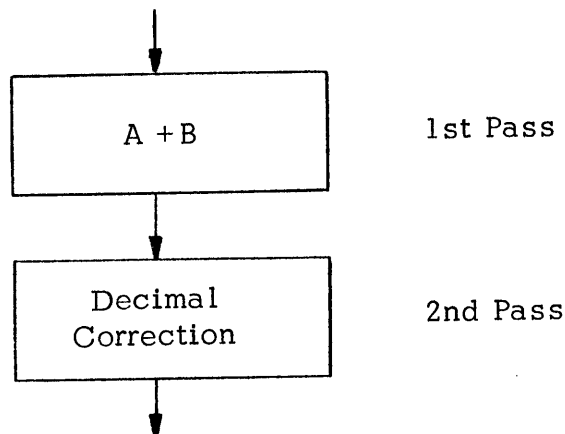 A + B
1st Pass
Decimal
Correction
2nd Pass